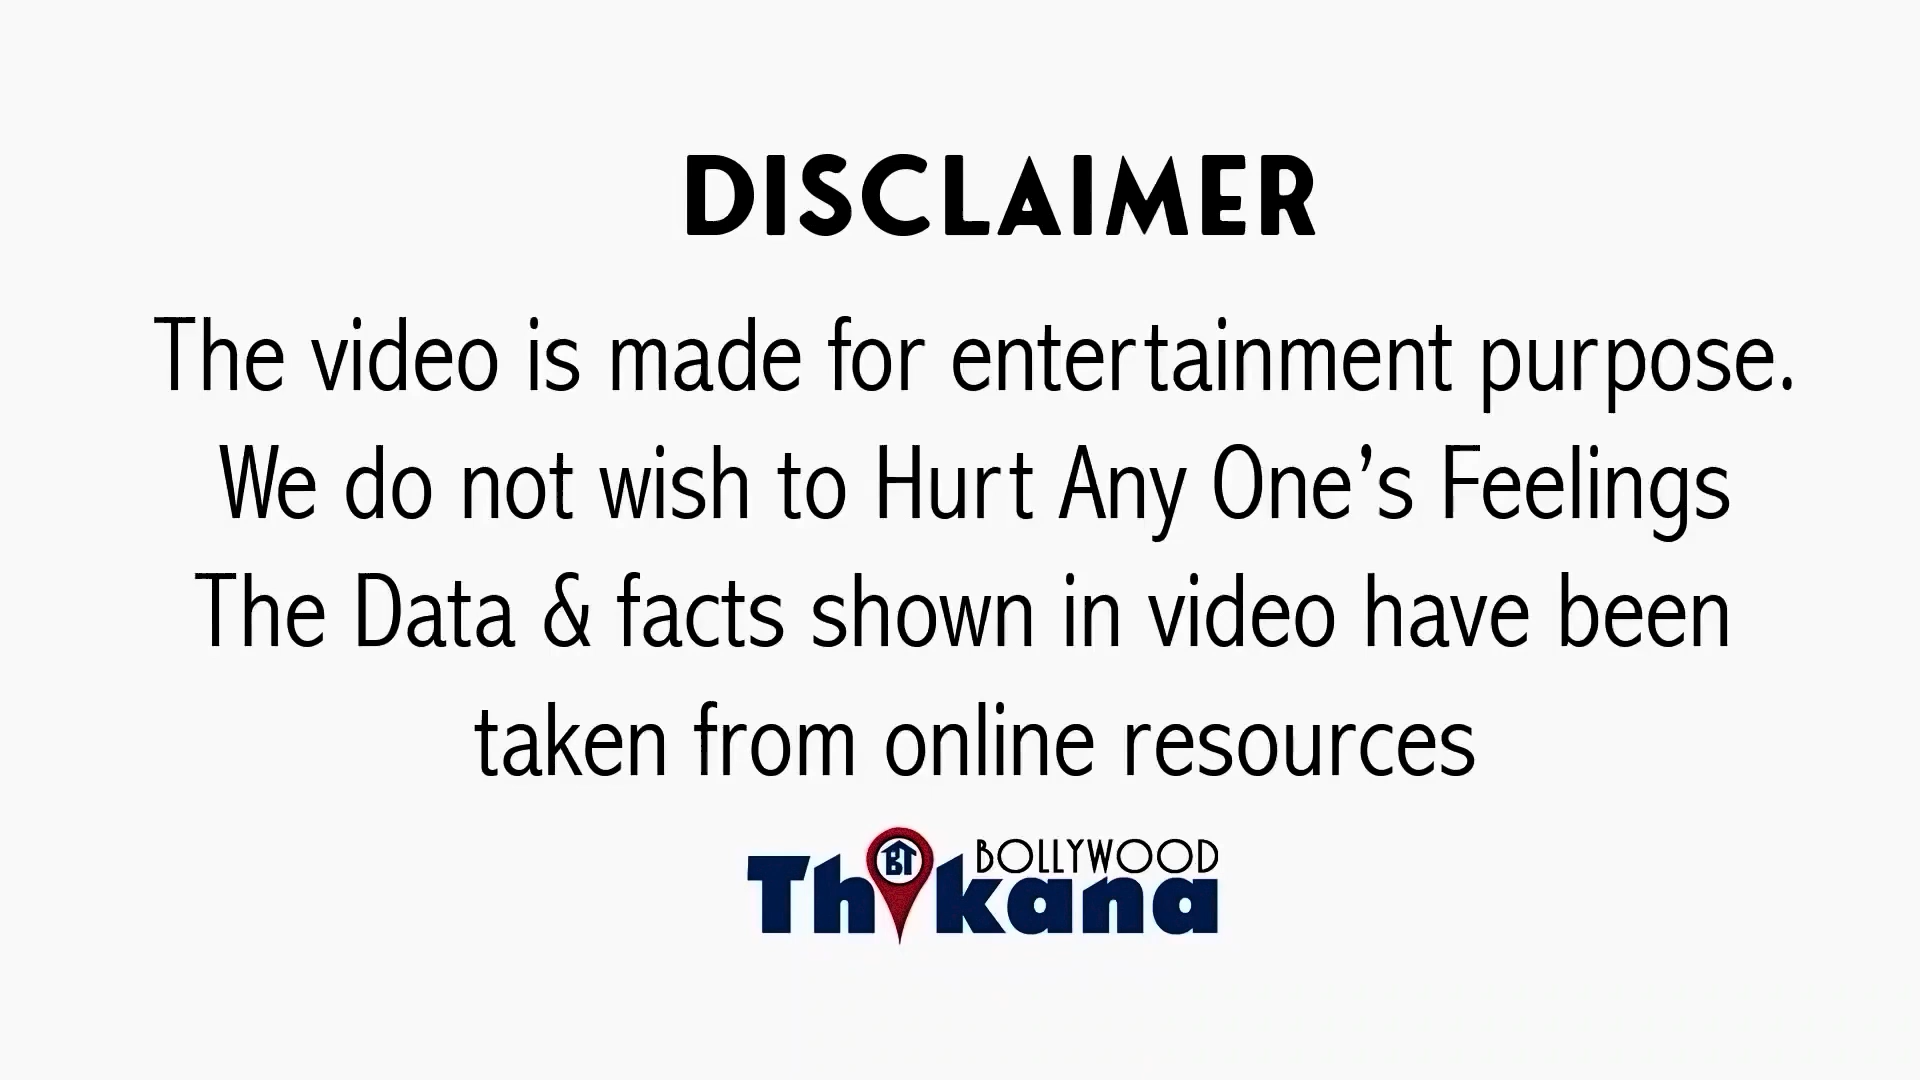 DISCLAIMER
The video is made for entertainment purpose.
We do not wish to Hurt Any One’s Feelings
The Data & facts shown in video have been
taken from online resources
BOLLYWOOD
BT
Thikana